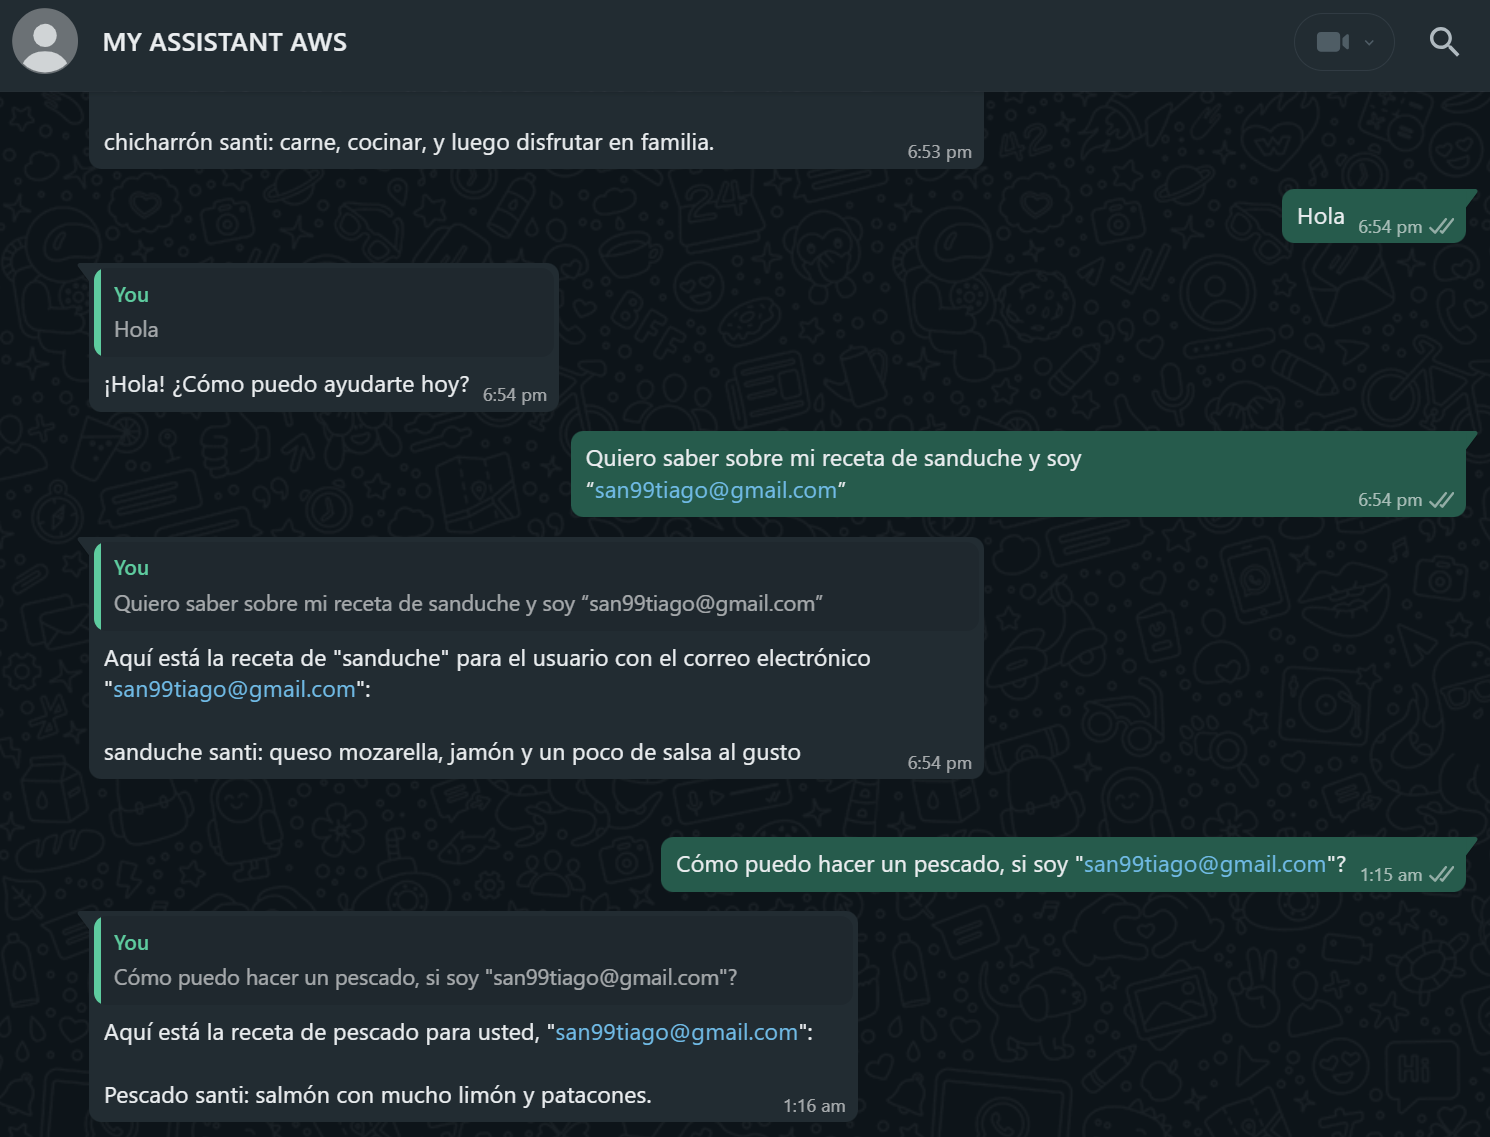 MY ASSISTANT AWS
chicharrón santi: carne, cocinar, y luego disfrutar en familia.
6:53 pm
Hola
6:54 pm
You
Hola
¡Hola! ¿Cómo puedo ayudarte hoy?
6:54 pm
Quiero saber sobre mi receta de sanduche y soy
“san99tiago@gmail.com”
6:54 pm
You
Quiero saber sobre mi receta de sanduche y soy “san99tiago@gmail.com”
Aquí está la receta de "sanduche" para el usuario con el correo electrónico
"san99tiago@gmail.com":
sanduche santi: queso mozarella, jamón y un poco de salsa al gusto
6:54 pm
Cómo puedo hacer un pescado, si soy "san99tiago@gmail.com"?
1:15 am
You
Cómo puedo hacer un pescado, si soy "san99tiago@gmail.com"?
Aquí está la receta de pescado para usted, "san99tiago@gmail.com":
Pescado santi: salmón con mucho limón y patacones.
1:16 am